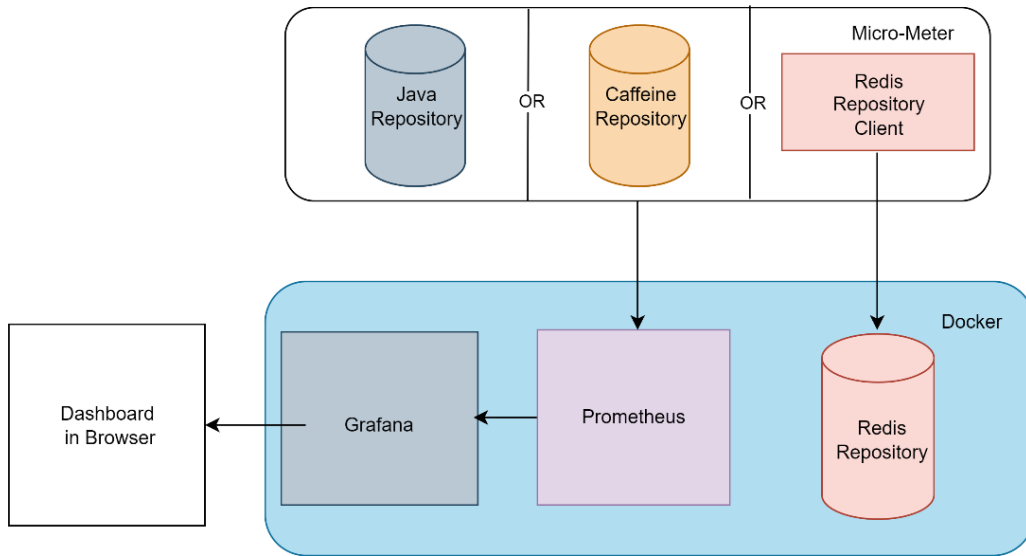 Micro-Meter
Java
Repository
OR
Caffeine
Repository
OR
Redis
Repository
Client
Docker
Dashboard
in Browser
Grafana
Prometheus
Redis
Repository